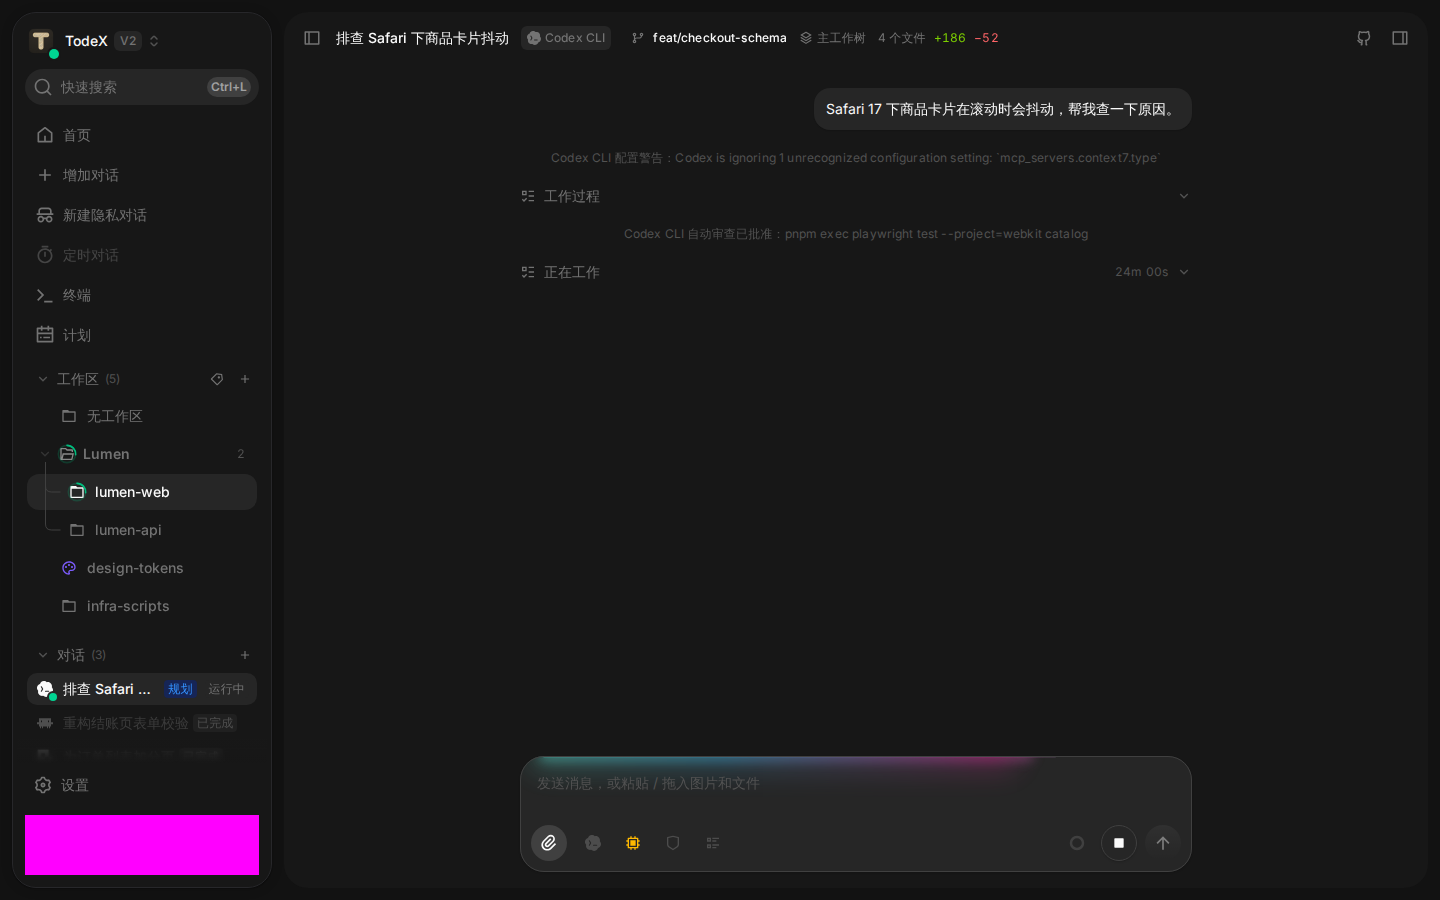 TodeX V2
快速搜索 Ctrl+L
首页
增加对话
新建隐私对话
定时对话
终端
计划
工作区 (5)
无工作区
Lumen 2
lumen-web
lumen-api
design-tokens
infra-scripts
对话 (3)
排查 Safari ... 规划 运行中
重构结账页表单校验 已完成
设置
排查 Safari 下商品卡片抖动 Codex CLI feat/checkout-schema 主工作树 4 个文件 +186 −52
Safari 17 下商品卡片在滚动时会抖动，帮我查一下原因。
Codex CLI 配置警告：Codex is ignoring 1 unrecognized configuration setting: `mcp_servers.context7.type`
工作过程
Codex CLI 自动审查已批准：pnpm exec playwright test --project=webkit catalog
正在工作 24m 00s
发送消息，或粘贴 / 拖入图片和文件